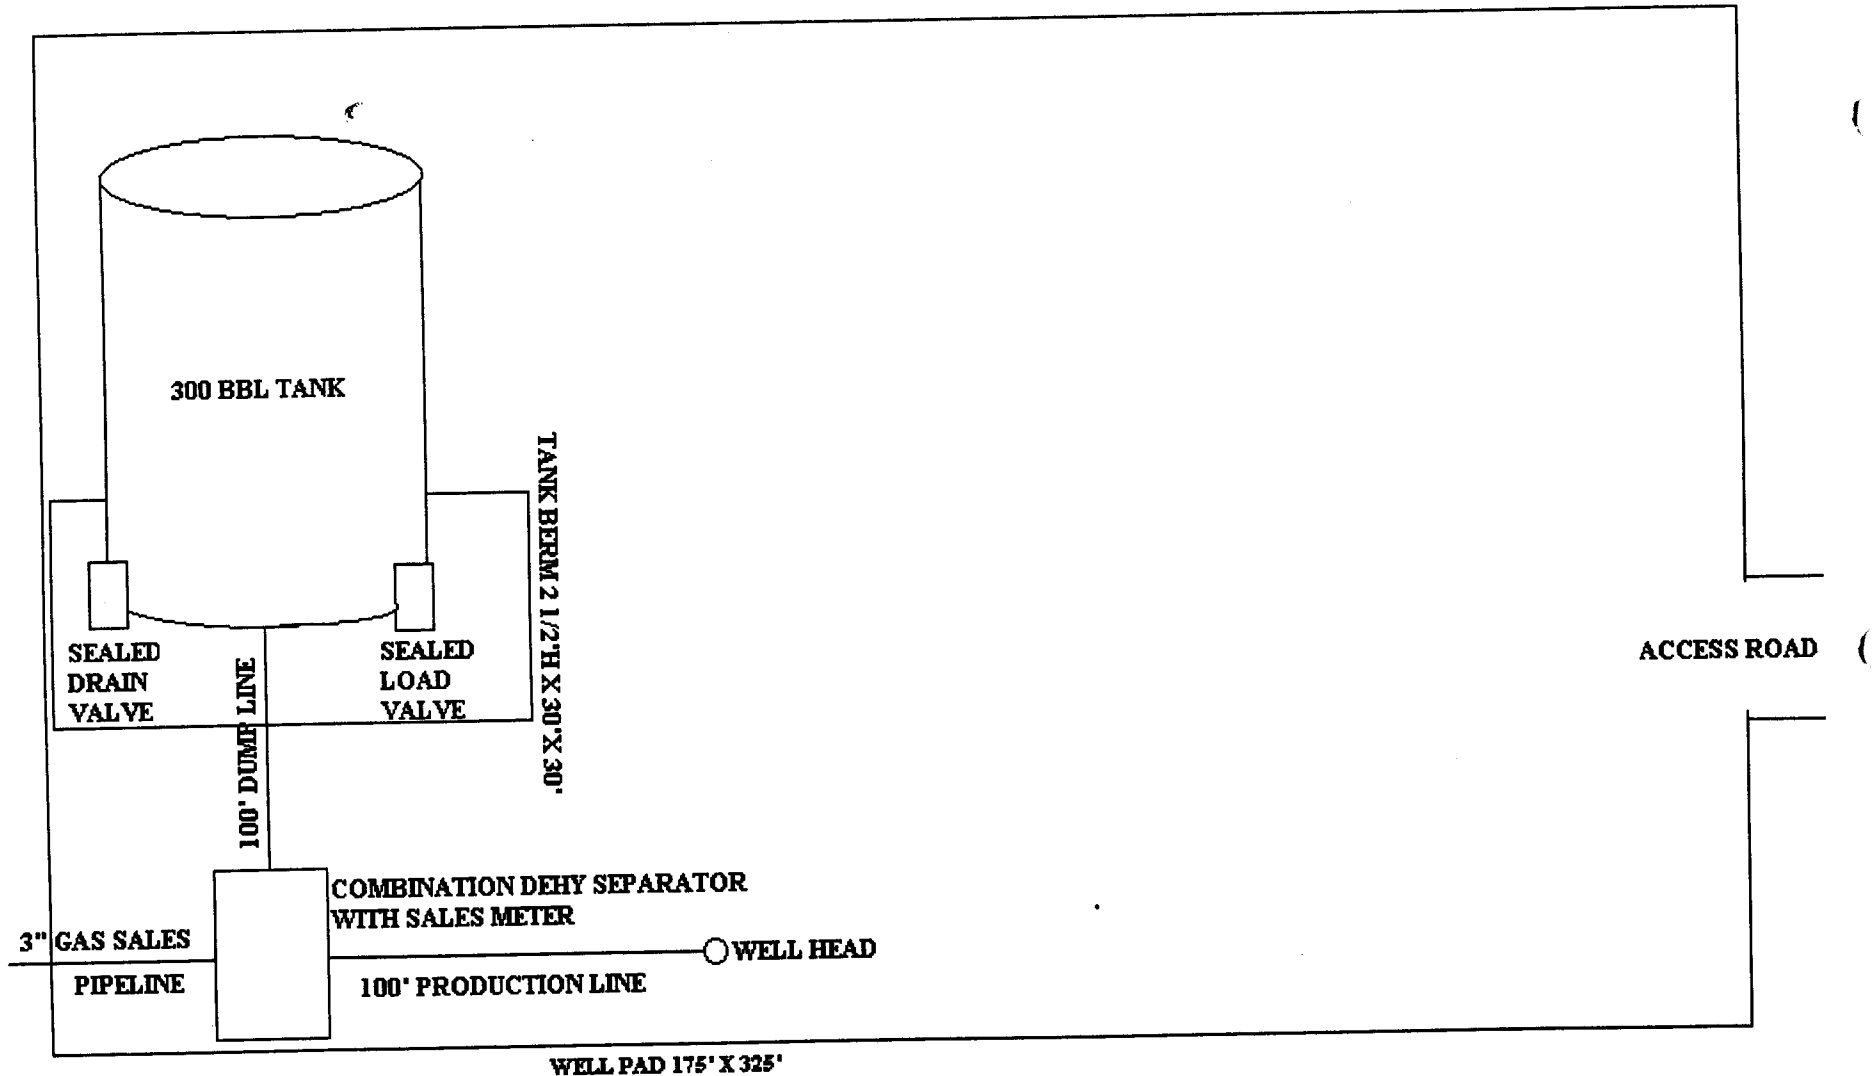 300 BBL TANK
TANK BERM 2 1/2'H X 30'X 30'
SEALED
DRAIN
VALVE
100' DUMP LINE
SEALED
LOAD
VALVE
ACCESS ROAD
COMBINATION DEHY SEPARATOR
WITH SALES METER
3" GAS SALES
PIPELINE
WELL HEAD
100' PRODUCTION LINE
WELL PAD 175' X 325'